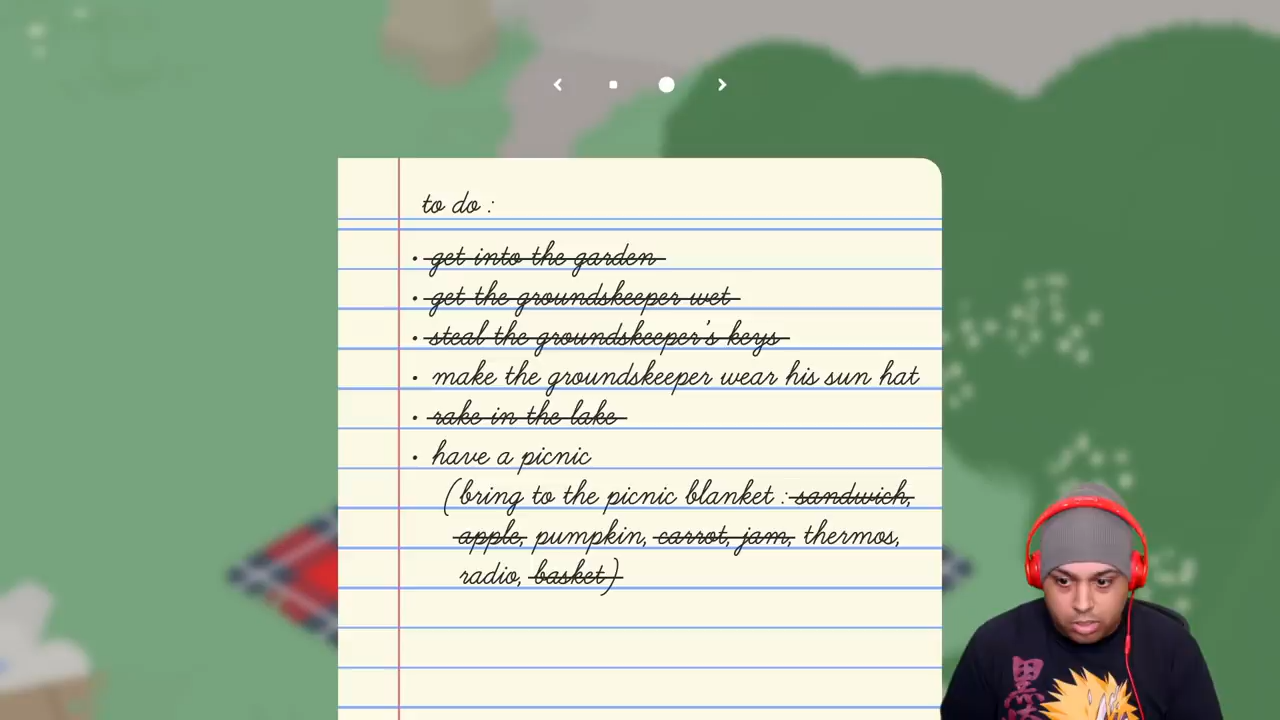 to do :
• get into the garden
• get the groundskeeper wet
• steal the groundskeeper's keys
• make the groundskeeper wear his sun hat
• rake in the lake
• have a picnic
(bring to the picnic blanket : sandwich,
apple, pumpkin, carrot, jam, thermos,
radio, basket)
黒